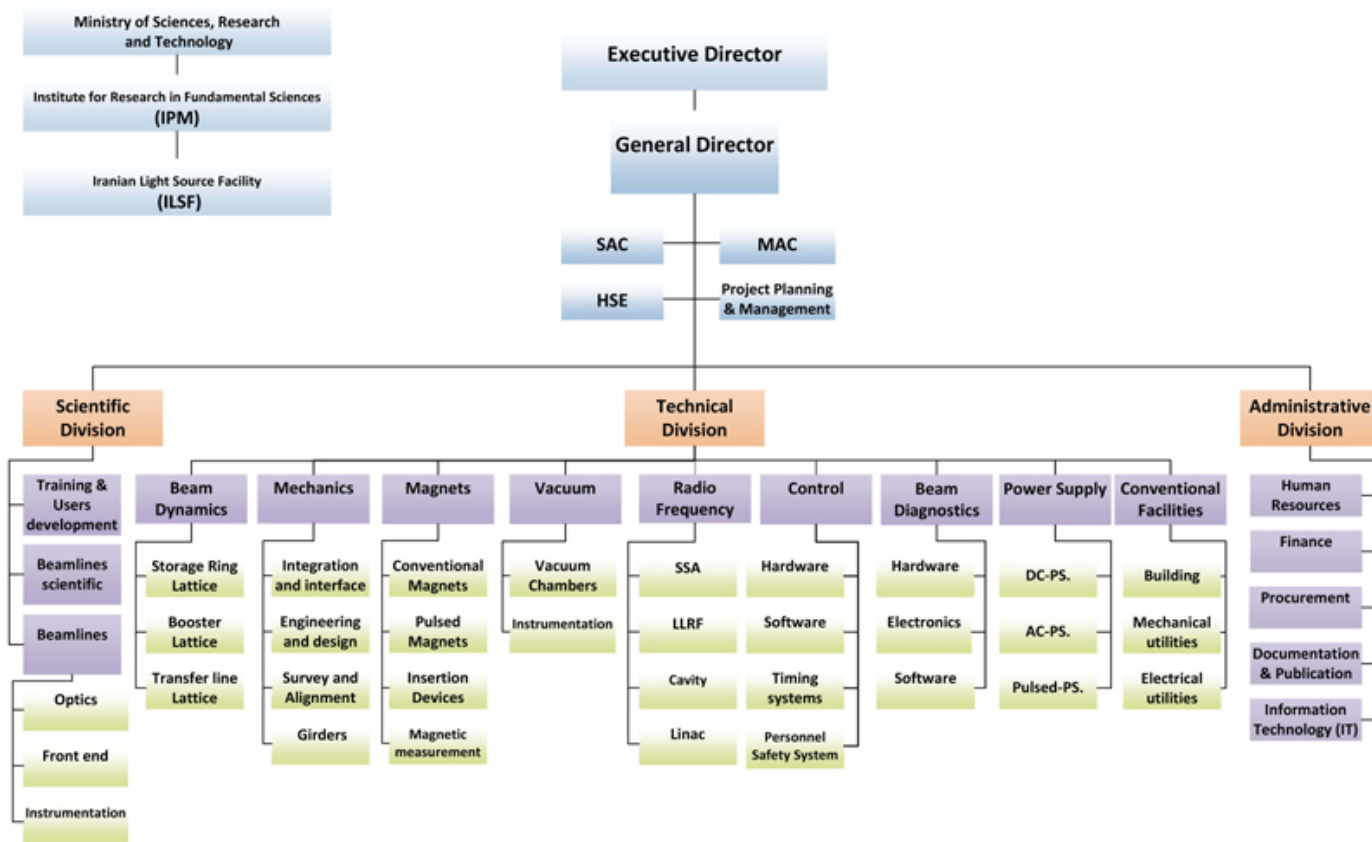 Ministry of Sciences, Research
and Technology
Institute for Research in Fundamental Sciences
(IPM)
Iranian Light Source Facility
(ILSF)
Executive Director
General Director
SAC
MAC
HSE
Project Planning
& Management
Scientific
Division
Technical
Division
Administrative
Division
Training &
Users
development
Beamlines
scientific
Beamlines
Optics
Front end
Instrumentation
Beam
Dynamics
Storage Ring
Lattice
Booster
Lattice
Transfer line
Lattice
Mechanics
Integration
and interface
Engineering
and design
Survey and
Alignment
Girders
Magnets
Conventional
Magnets
Pulsed
Magnets
Insertion
Devices
Magnetic
measurement
Vacuum
Vacuum
Chambers
Instrumentation
Radio
Frequency
SSA
LLRF
Cavity
Linac
Control
Hardware
Software
Timing
systems
Personnel
Safety System
Beam
Diagnostics
Hardware
Electronics
Software
Power Supply
DC-PS.
AC-PS.
Pulsed-PS.
Conventional
Facilities
Building
Mechanical
utilities
Electrical
utilities
Human
Resources
Finance
Procurement
Documentation
& Publication
Information
Technology (IT)